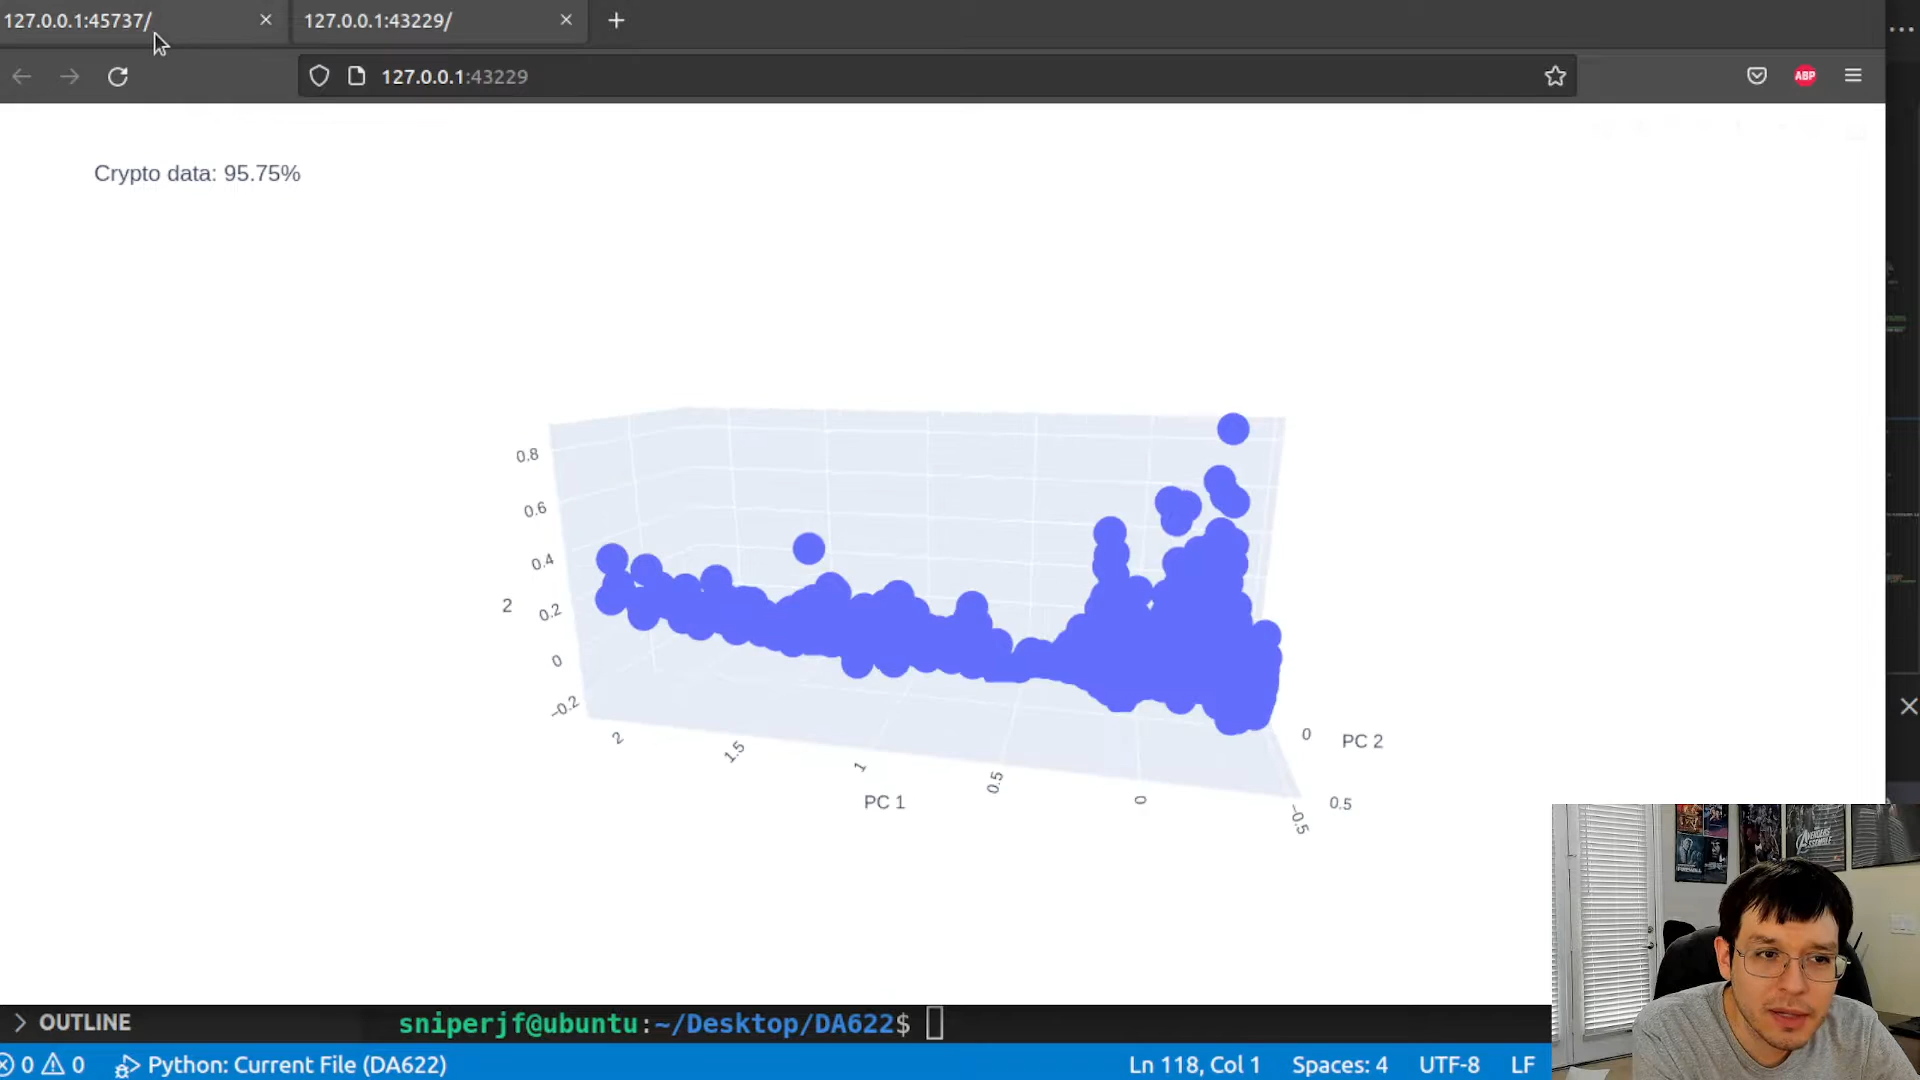 127.0.0.1:45737/
127.0.0.1:43229/
127.0.0.1:43229
ABP
Crypto data: 95.75%
0.8
0.6
0.4
0.2
0
−0.2
2
2
1.5
1
0.5
0
−0.5
PC 1
0
0.5
PC 2
AVENGERS
ASSEMBLE
OUTLINE
sniperjf@ubuntu:~/Desktop/DA622$
0 0 Python: Current File (DA622) Ln 118, Col 1 Spaces: 4 UTF-8 LF